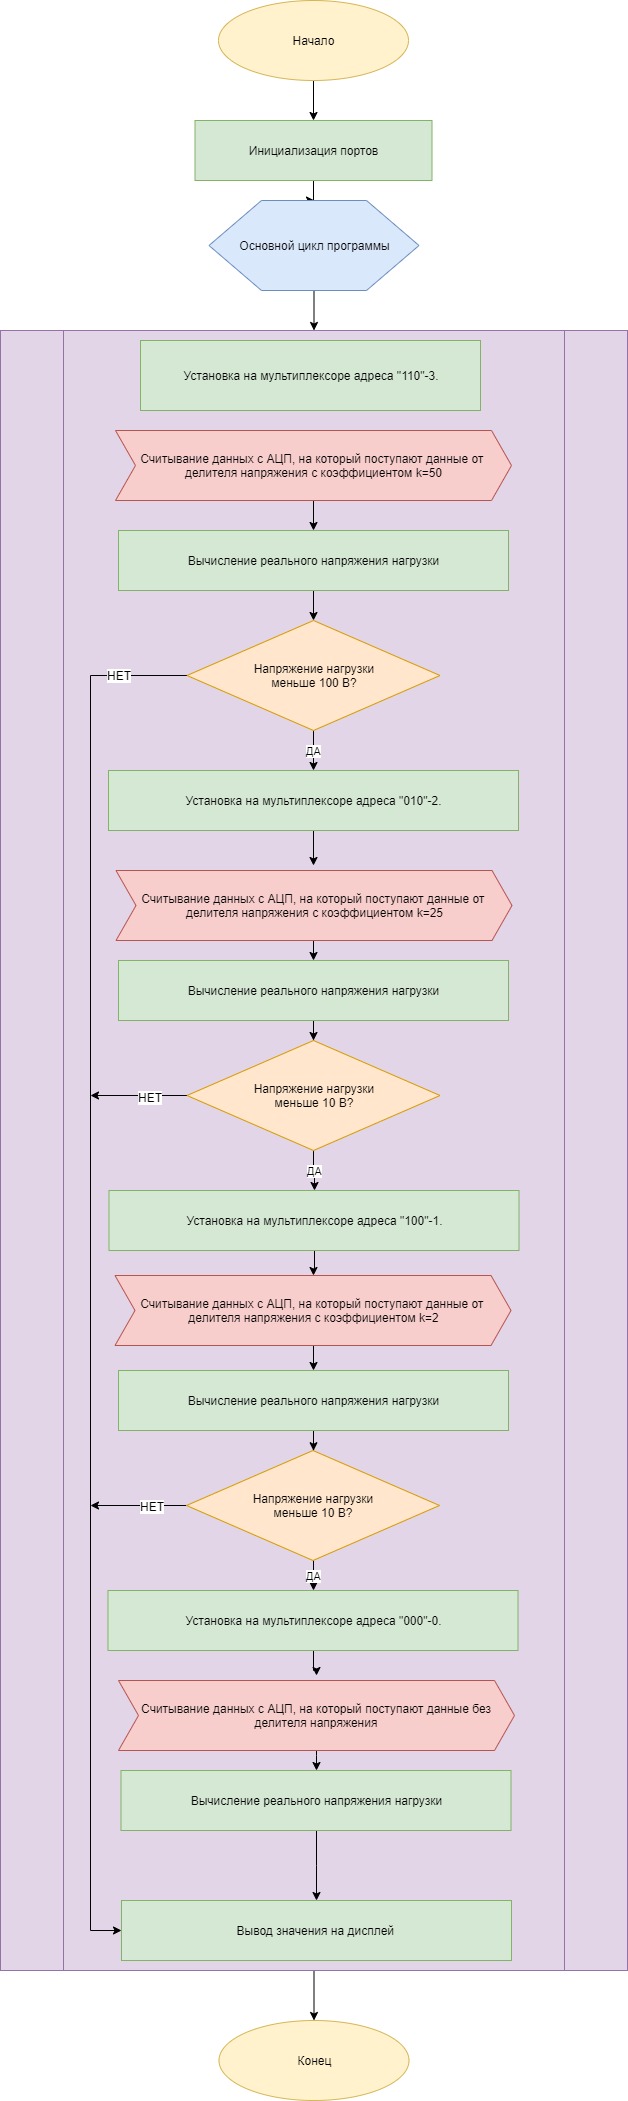 Начало
Инициализация портов
Основной цикл программы
Установка на мультиплексоре адреса "110"-3.
Считывание данных с АЦП, на который поступают данные от
делителя напряжения с коэффициентом k=50
Вычисление реального напряжения нагрузки
Напряжение нагрузки
меньше 100 В?
НЕТ
ДА
Установка на мультиплексоре адреса "010"-2.
Считывание данных с АЦП, на который поступают данные от
делителя напряжения с коэффициентом k=25
Вычисление реального напряжения нагрузки
Напряжение нагрузки
меньше 10 В?
НЕТ
ДА
Установка на мультиплексоре адреса "100"-1.
Считывание данных с АЦП, на который поступают данные от
делителя напряжения с коэффициентом k=2
Вычисление реального напряжения нагрузки
Напряжение нагрузки
меньше 10 В?
НЕТ
ДА
Установка на мультиплексоре адреса "000"-0.
Считывание данных с АЦП, на который поступают данные без
делителя напряжения
Вычисление реального напряжения нагрузки
Вывод значения на дисплей
Конец